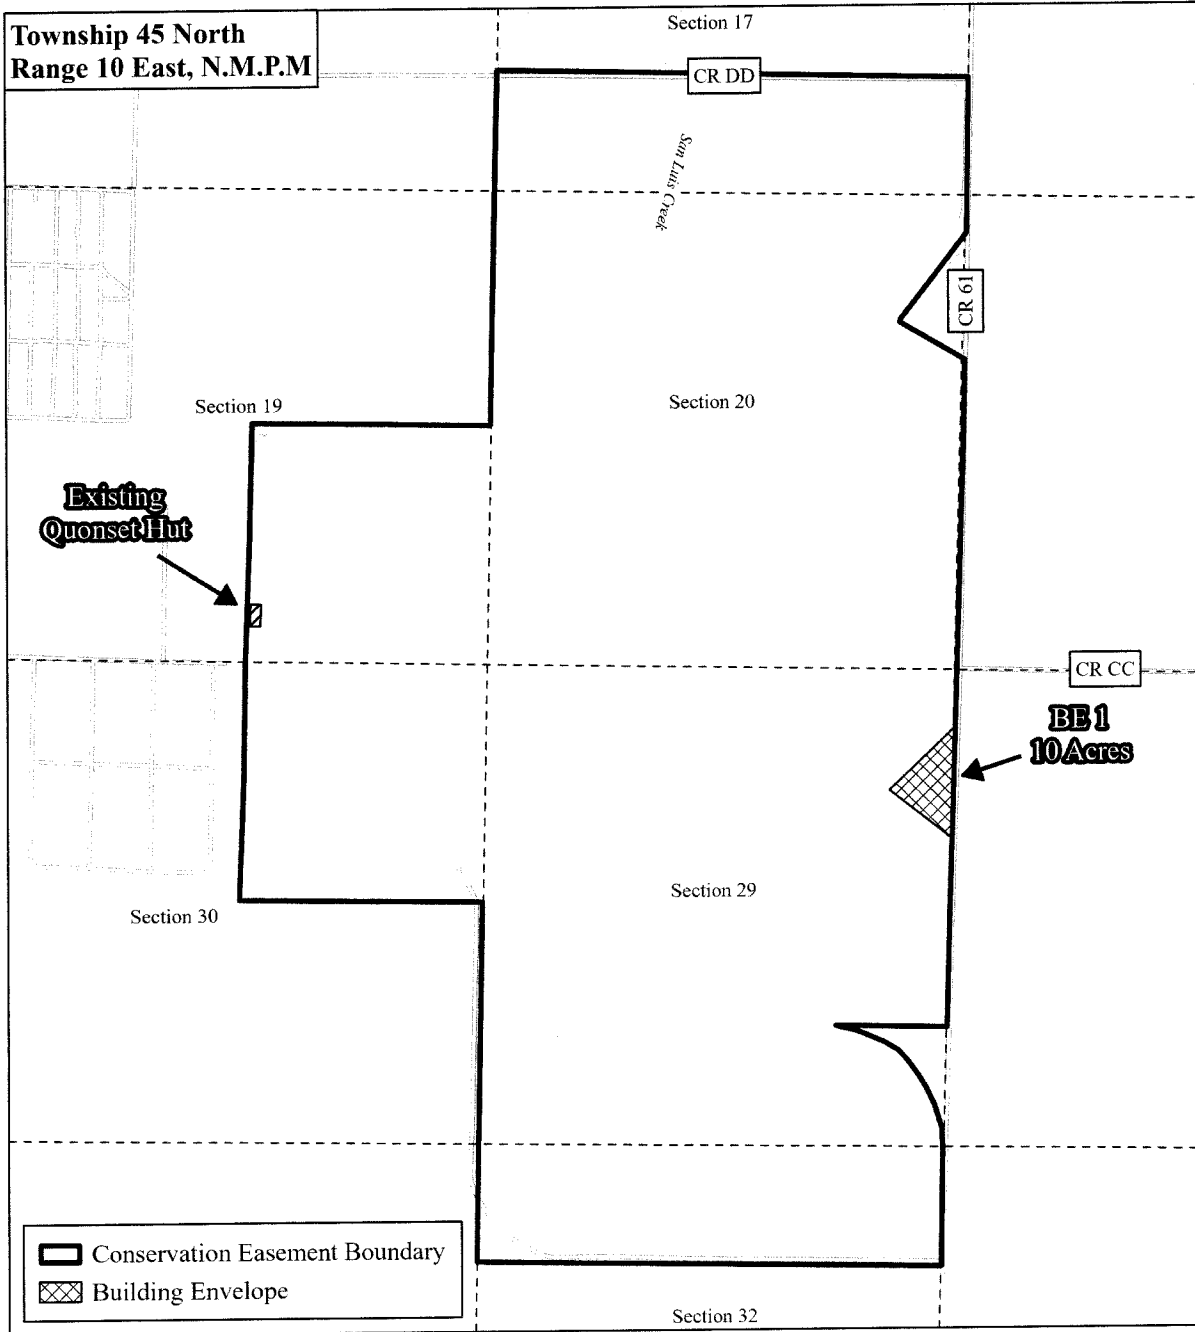 Township 45 North
Range 10 East, N.M.P.M
Section 17
CR DD
San Luis Creek
CR 61
Section 19
Section 20
Existing
Quonset Hut
CR CC
BE 1
10 Acres
Section 29
Section 30
Conservation Easement Boundary
Building Envelope
Section 32